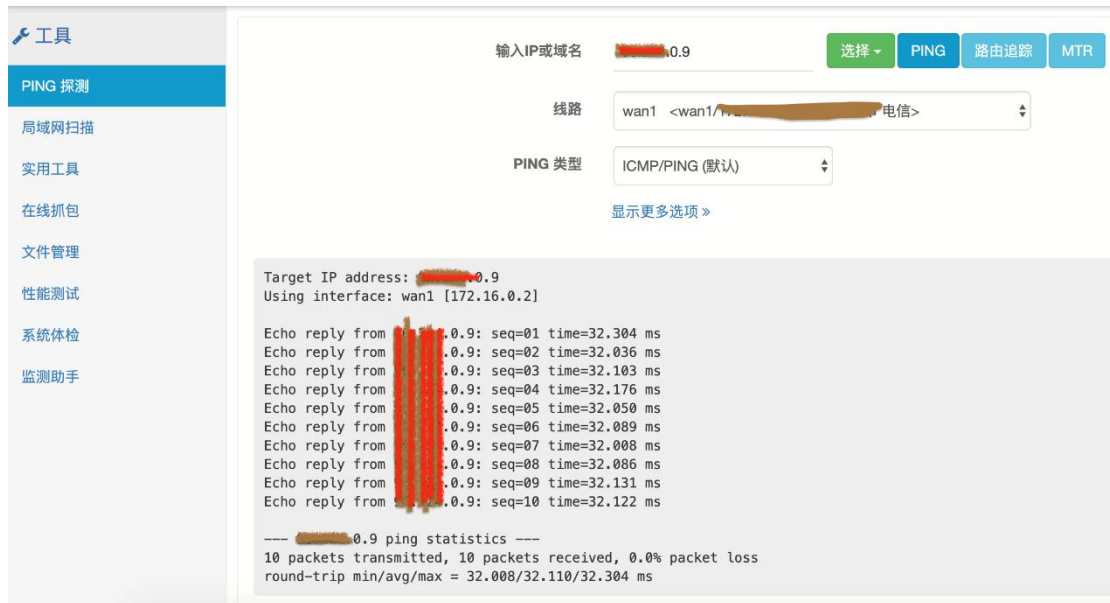 工具
PING 探测
局域网扫描
实用工具
在线抓包
文件管理
性能测试
系统体检
监测助手
输入IP或域名 .0.9 选择 PING 路由追踪 MTR
线路 wan1 <wan1/ 电信>
PING 类型 ICMP/PING (默认)
显示更多选项 »
Target IP address: .0.9
Using interface: wan1 [172.16.0.2]
Echo reply from .0.9: seq=01 time=32.304 ms
Echo reply from .0.9: seq=02 time=32.036 ms
Echo reply from .0.9: seq=03 time=32.103 ms
Echo reply from .0.9: seq=04 time=32.176 ms
Echo reply from .0.9: seq=05 time=32.050 ms
Echo reply from .0.9: seq=06 time=32.089 ms
Echo reply from .0.9: seq=07 time=32.008 ms
Echo reply from .0.9: seq=08 time=32.086 ms
Echo reply from .0.9: seq=09 time=32.131 ms
Echo reply from .0.9: seq=10 time=32.122 ms
--- 0.9 ping statistics ---
10 packets transmitted, 10 packets received, 0.0% packet loss
round-trip min/avg/max = 32.008/32.110/32.304 ms